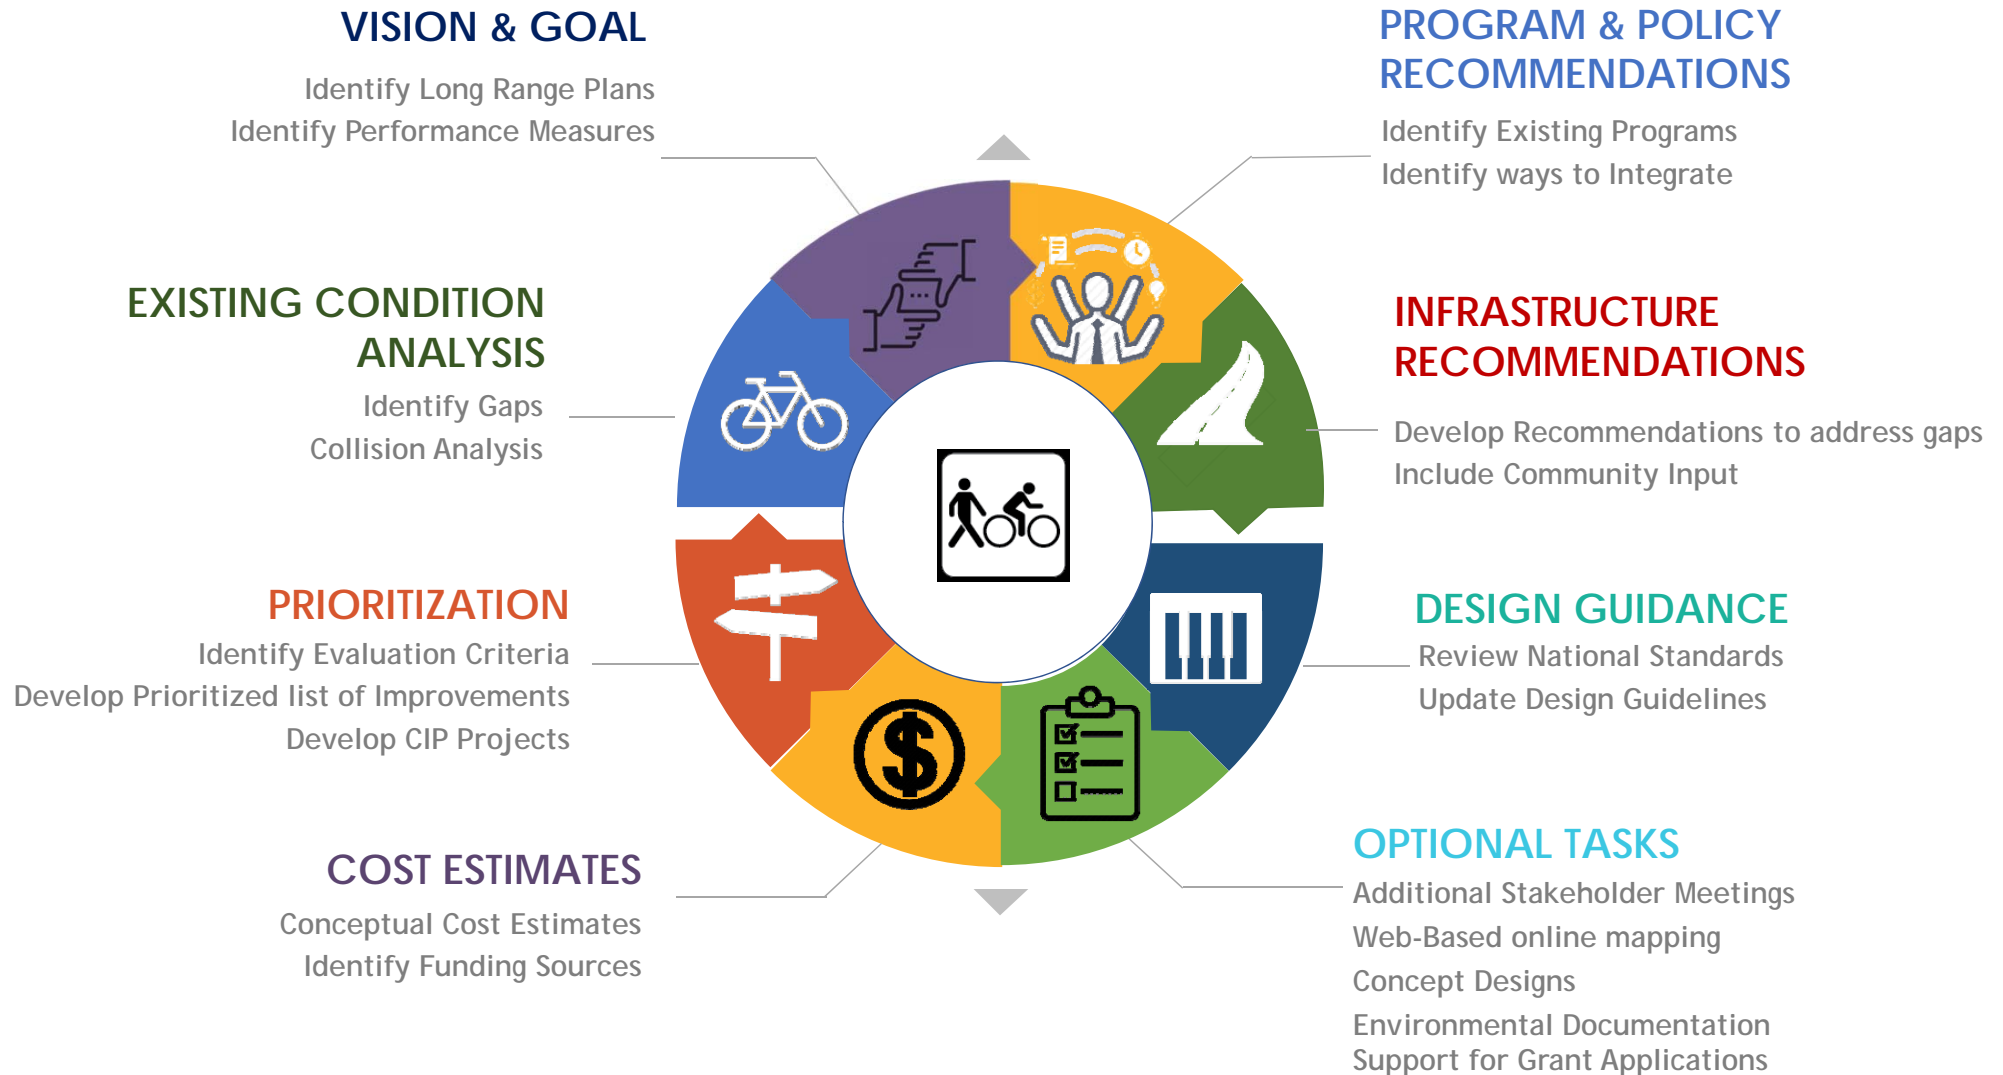 VISION & GOAL
Identify Long Range Plans
Identify Performance Measures
PROGRAM & POLICY
RECOMMENDATIONS
Identify Existing Programs
Identify ways to Integrate
EXISTING CONDITION
ANALYSIS
Identify Gaps
Collision Analysis
INFRASTRUCTURE
RECOMMENDATIONS
Develop Recommendations to address gaps
Include Community Input
PRIORITIZATION
Identify Evaluation Criteria
Develop Prioritized list of Improvements
Develop CIP Projects
DESIGN GUIDANCE
Review National Standards
Update Design Guidelines
COST ESTIMATES
Conceptual Cost Estimates
Identify Funding Sources
OPTIONAL TASKS
Additional Stakeholder Meetings
Web-Based online mapping
Concept Designs
Environmental Documentation
Support for Grant Applications